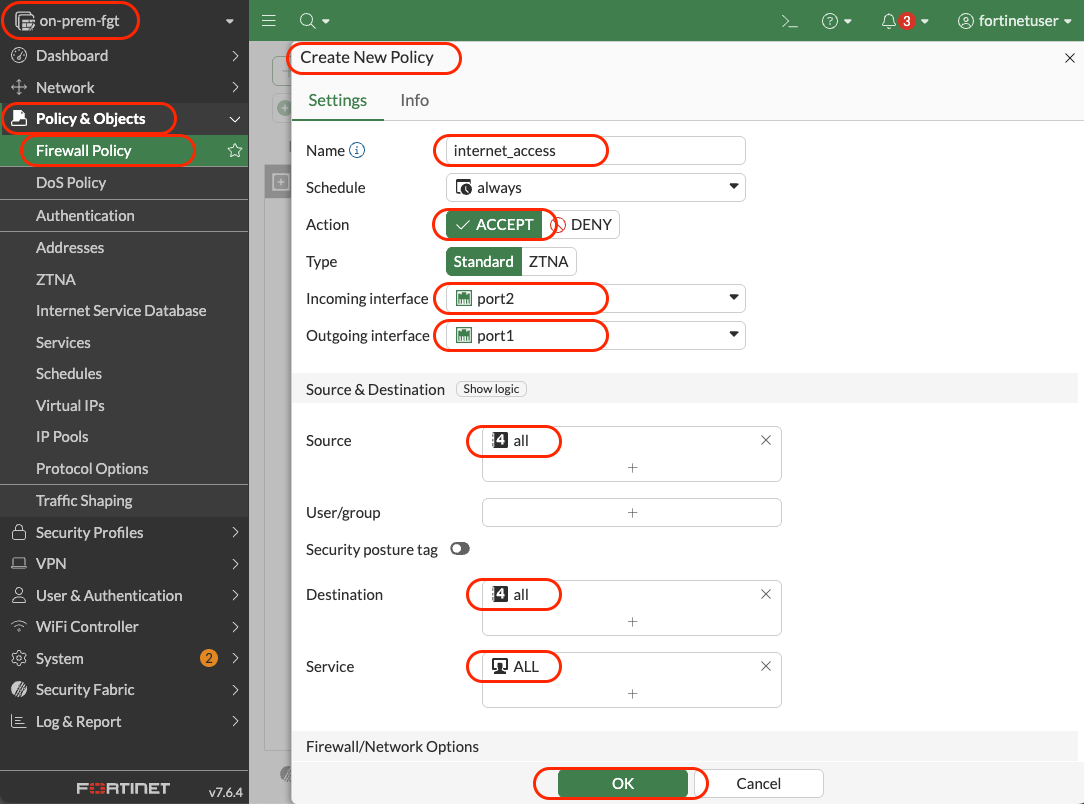 on-prem-fgt
3
fortinetuser
Dashboard
Network
Policy & Objects
Firewall Policy
DoS Policy
Authentication
Addresses
ZTNA
Internet Service Database
Services
Schedules
Virtual IPs
IP Pools
Protocol Options
Traffic Shaping
Security Profiles
VPN
User & Authentication
WiFi Controller
System 2
Security Fabric
Log & Report
FORTINET v7.6.4
Create New Policy
Settings Info
Name internet_access
Schedule always
Action ACCEPT DENY
Type Standard ZTNA
Incoming interface port2
Outgoing interface port1
Source & Destination Show logic
Source 4 all
User/group
Security posture tag
Destination 4 all
Service ALL
Firewall/Network Options
OK Cancel